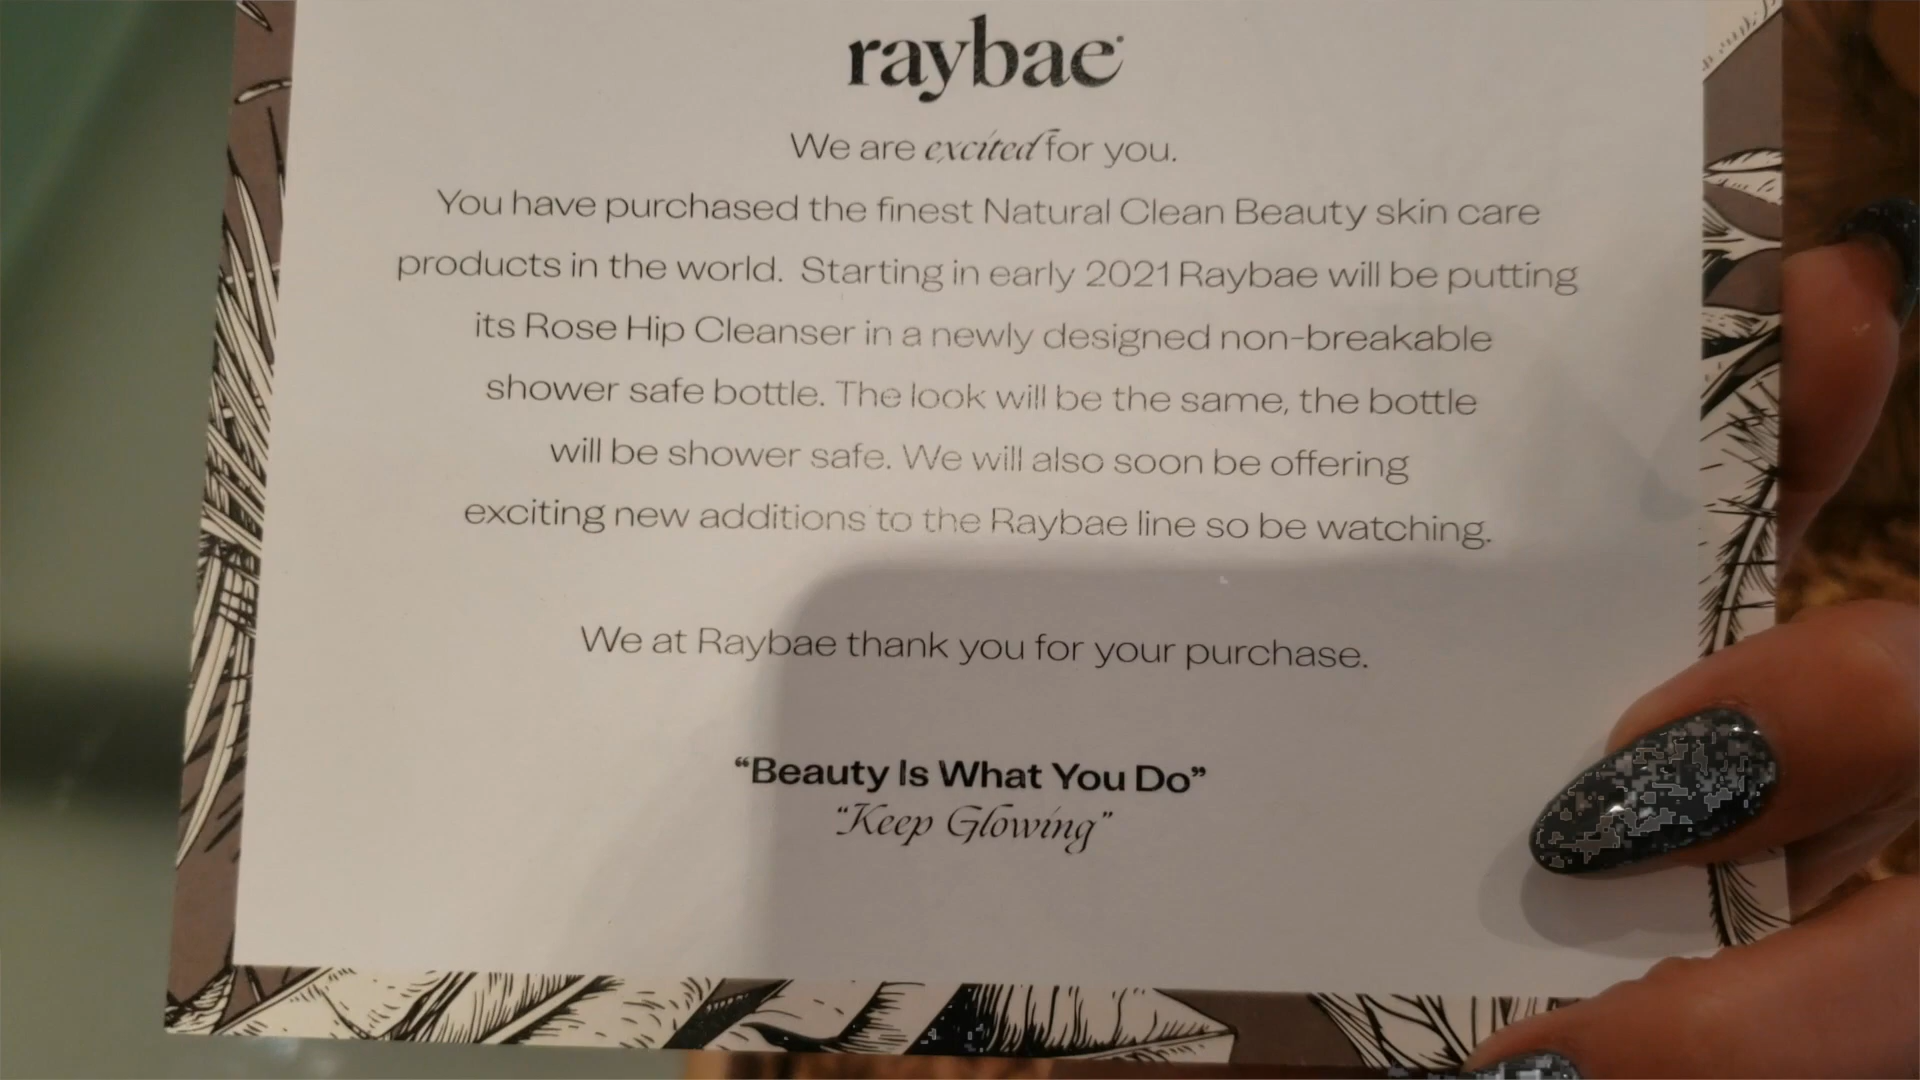 raybae
We are excited for you.
You have purchased the finest Natural Clean Beauty skin care
products in the world. Starting in early 2021 Raybae will be putting
its Rose Hip Cleanser in a newly designed non-breakable
shower safe bottle. The look will be the same, the bottle
will be shower safe. We will also soon be offering
exciting new additions to the Raybae line so be watching.
We at Raybae thank you for your purchase.
“Beauty Is What You Do”
“Keep Glowing”